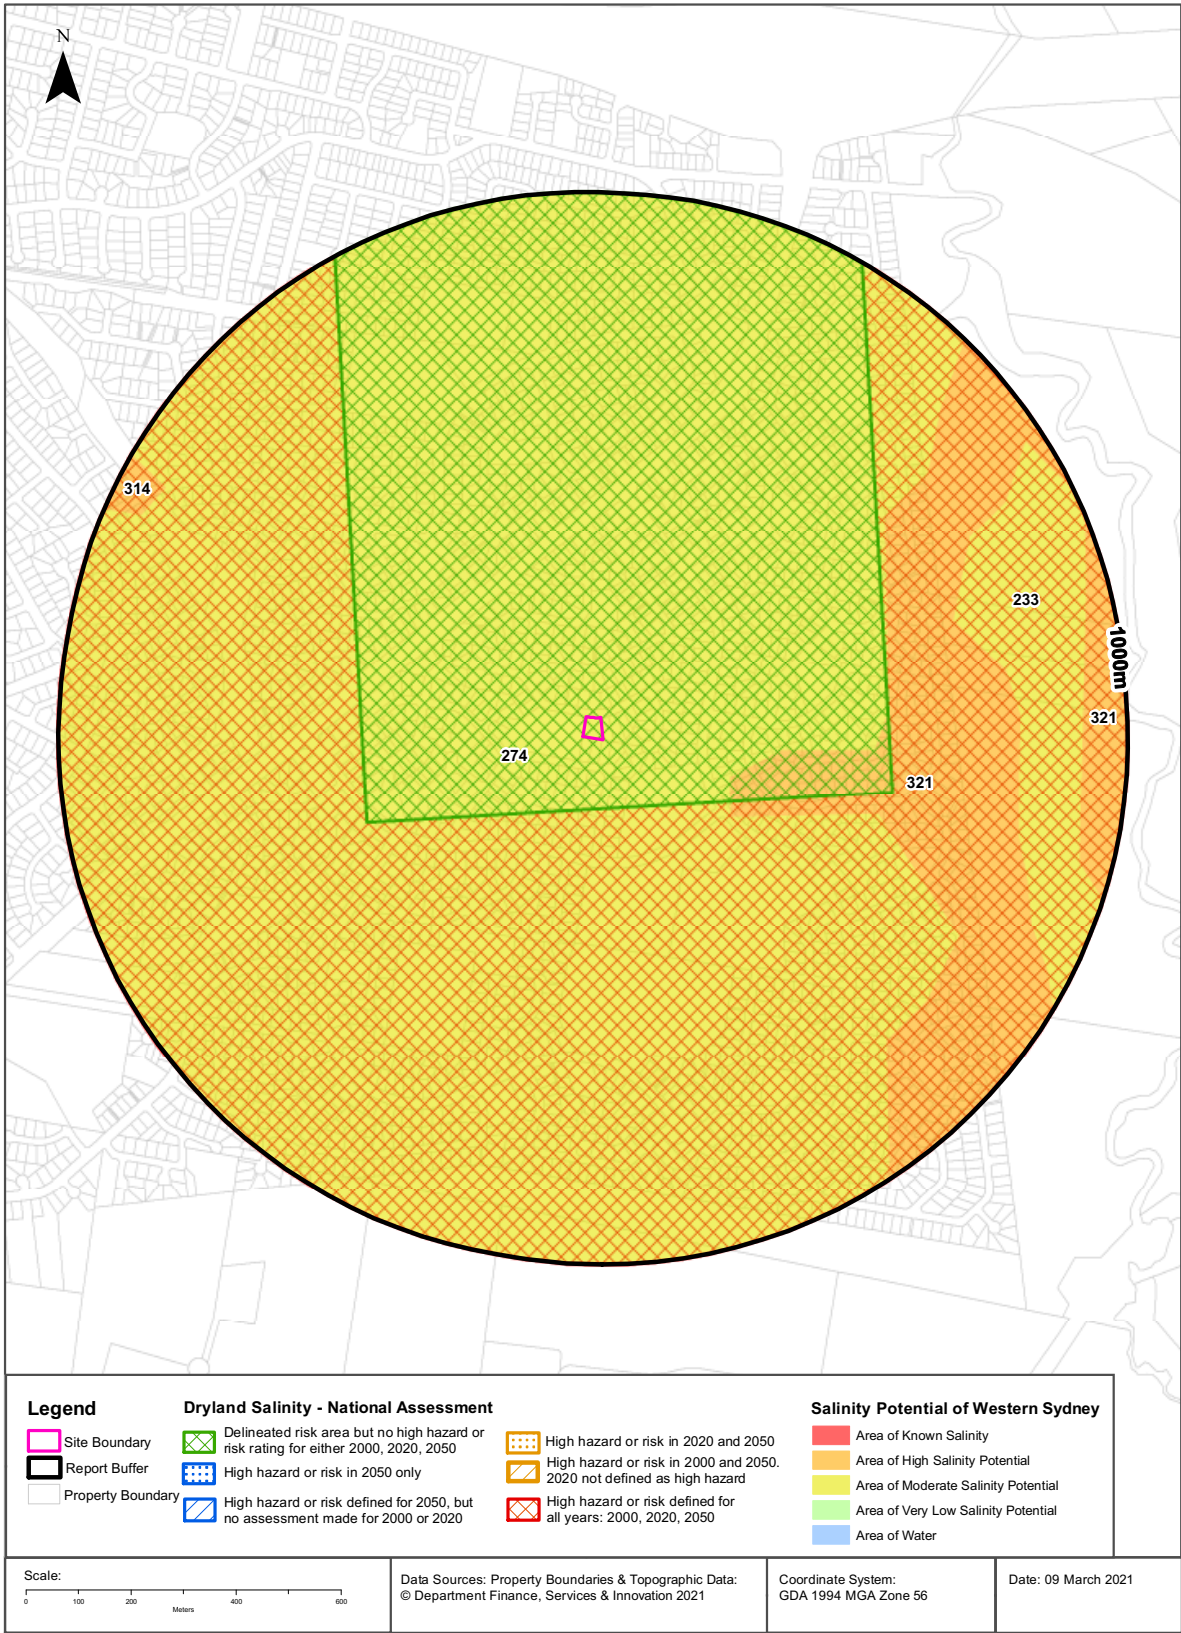 N
314
233
1000m
321
274
321
Legend
Site Boundary
Report Buffer
Property Boundary
Dryland Salinity - National Assessment
Delineated risk area but no high hazard or
risk rating for either 2000, 2020, 2050
High hazard or risk in 2050 only
High hazard or risk defined for 2050, but
no assessment made for 2000 or 2020
High hazard or risk in 2020 and 2050
High hazard or risk in 2000 and 2050.
2020 not defined as high hazard
High hazard or risk defined for
all years: 2000, 2020, 2050
Salinity Potential of Western Sydney
Area of Known Salinity
Area of High Salinity Potential
Area of Moderate Salinity Potential
Area of Very Low Salinity Potential
Area of Water
Scale:
0 100 200 400 600
Meters
Data Sources: Property Boundaries & Topographic Data:
© Department Finance, Services & Innovation 2021
Coordinate System:
GDA 1994 MGA Zone 56
Date: 09 March 2021